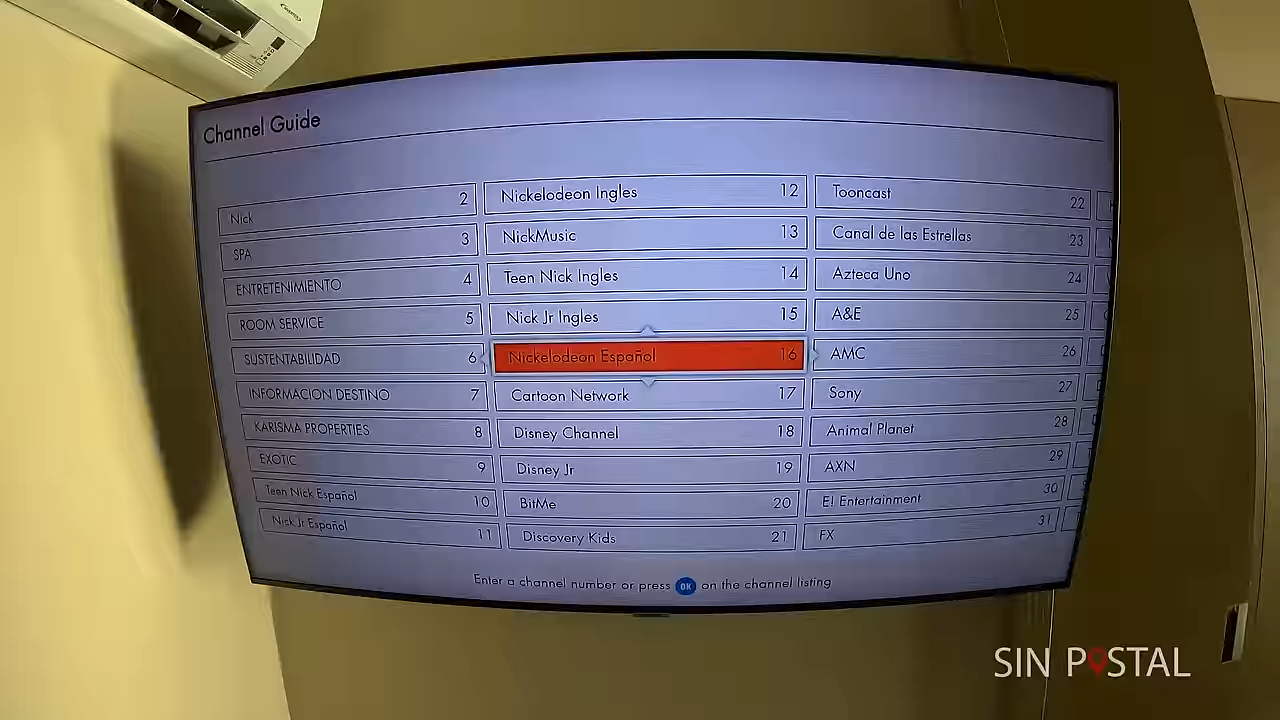 Channel Guide
Nick 2
SPA 3
ENTRETENIMIENTO 4
ROOM SERVICE 5
SUSTENTABILIDAD 6
INFORMACION DESTINO 7
KARISMA PROPERTIES 8
EXOTIC 9
Teen Nick Español 10
Nick Jr Español 11
Nickelodeon Ingles 12
NickMusic 13
Teen Nick Ingles 14
Nick Jr Ingles 15
Nickelodeon Español 16
Cartoon Network 17
Disney Channel 18
Disney Jr 19
BitMe 20
Discovery Kids 21
Tooncast 22
Canal de las Estrellas 23
Azteca Uno 24
A&E 25
AMC 26
Sony 27
Animal Planet 28
AXN 29
E! Entertainment 30
FX 31
Enter a channel number or press OK on the channel listing
SIN POSTAL